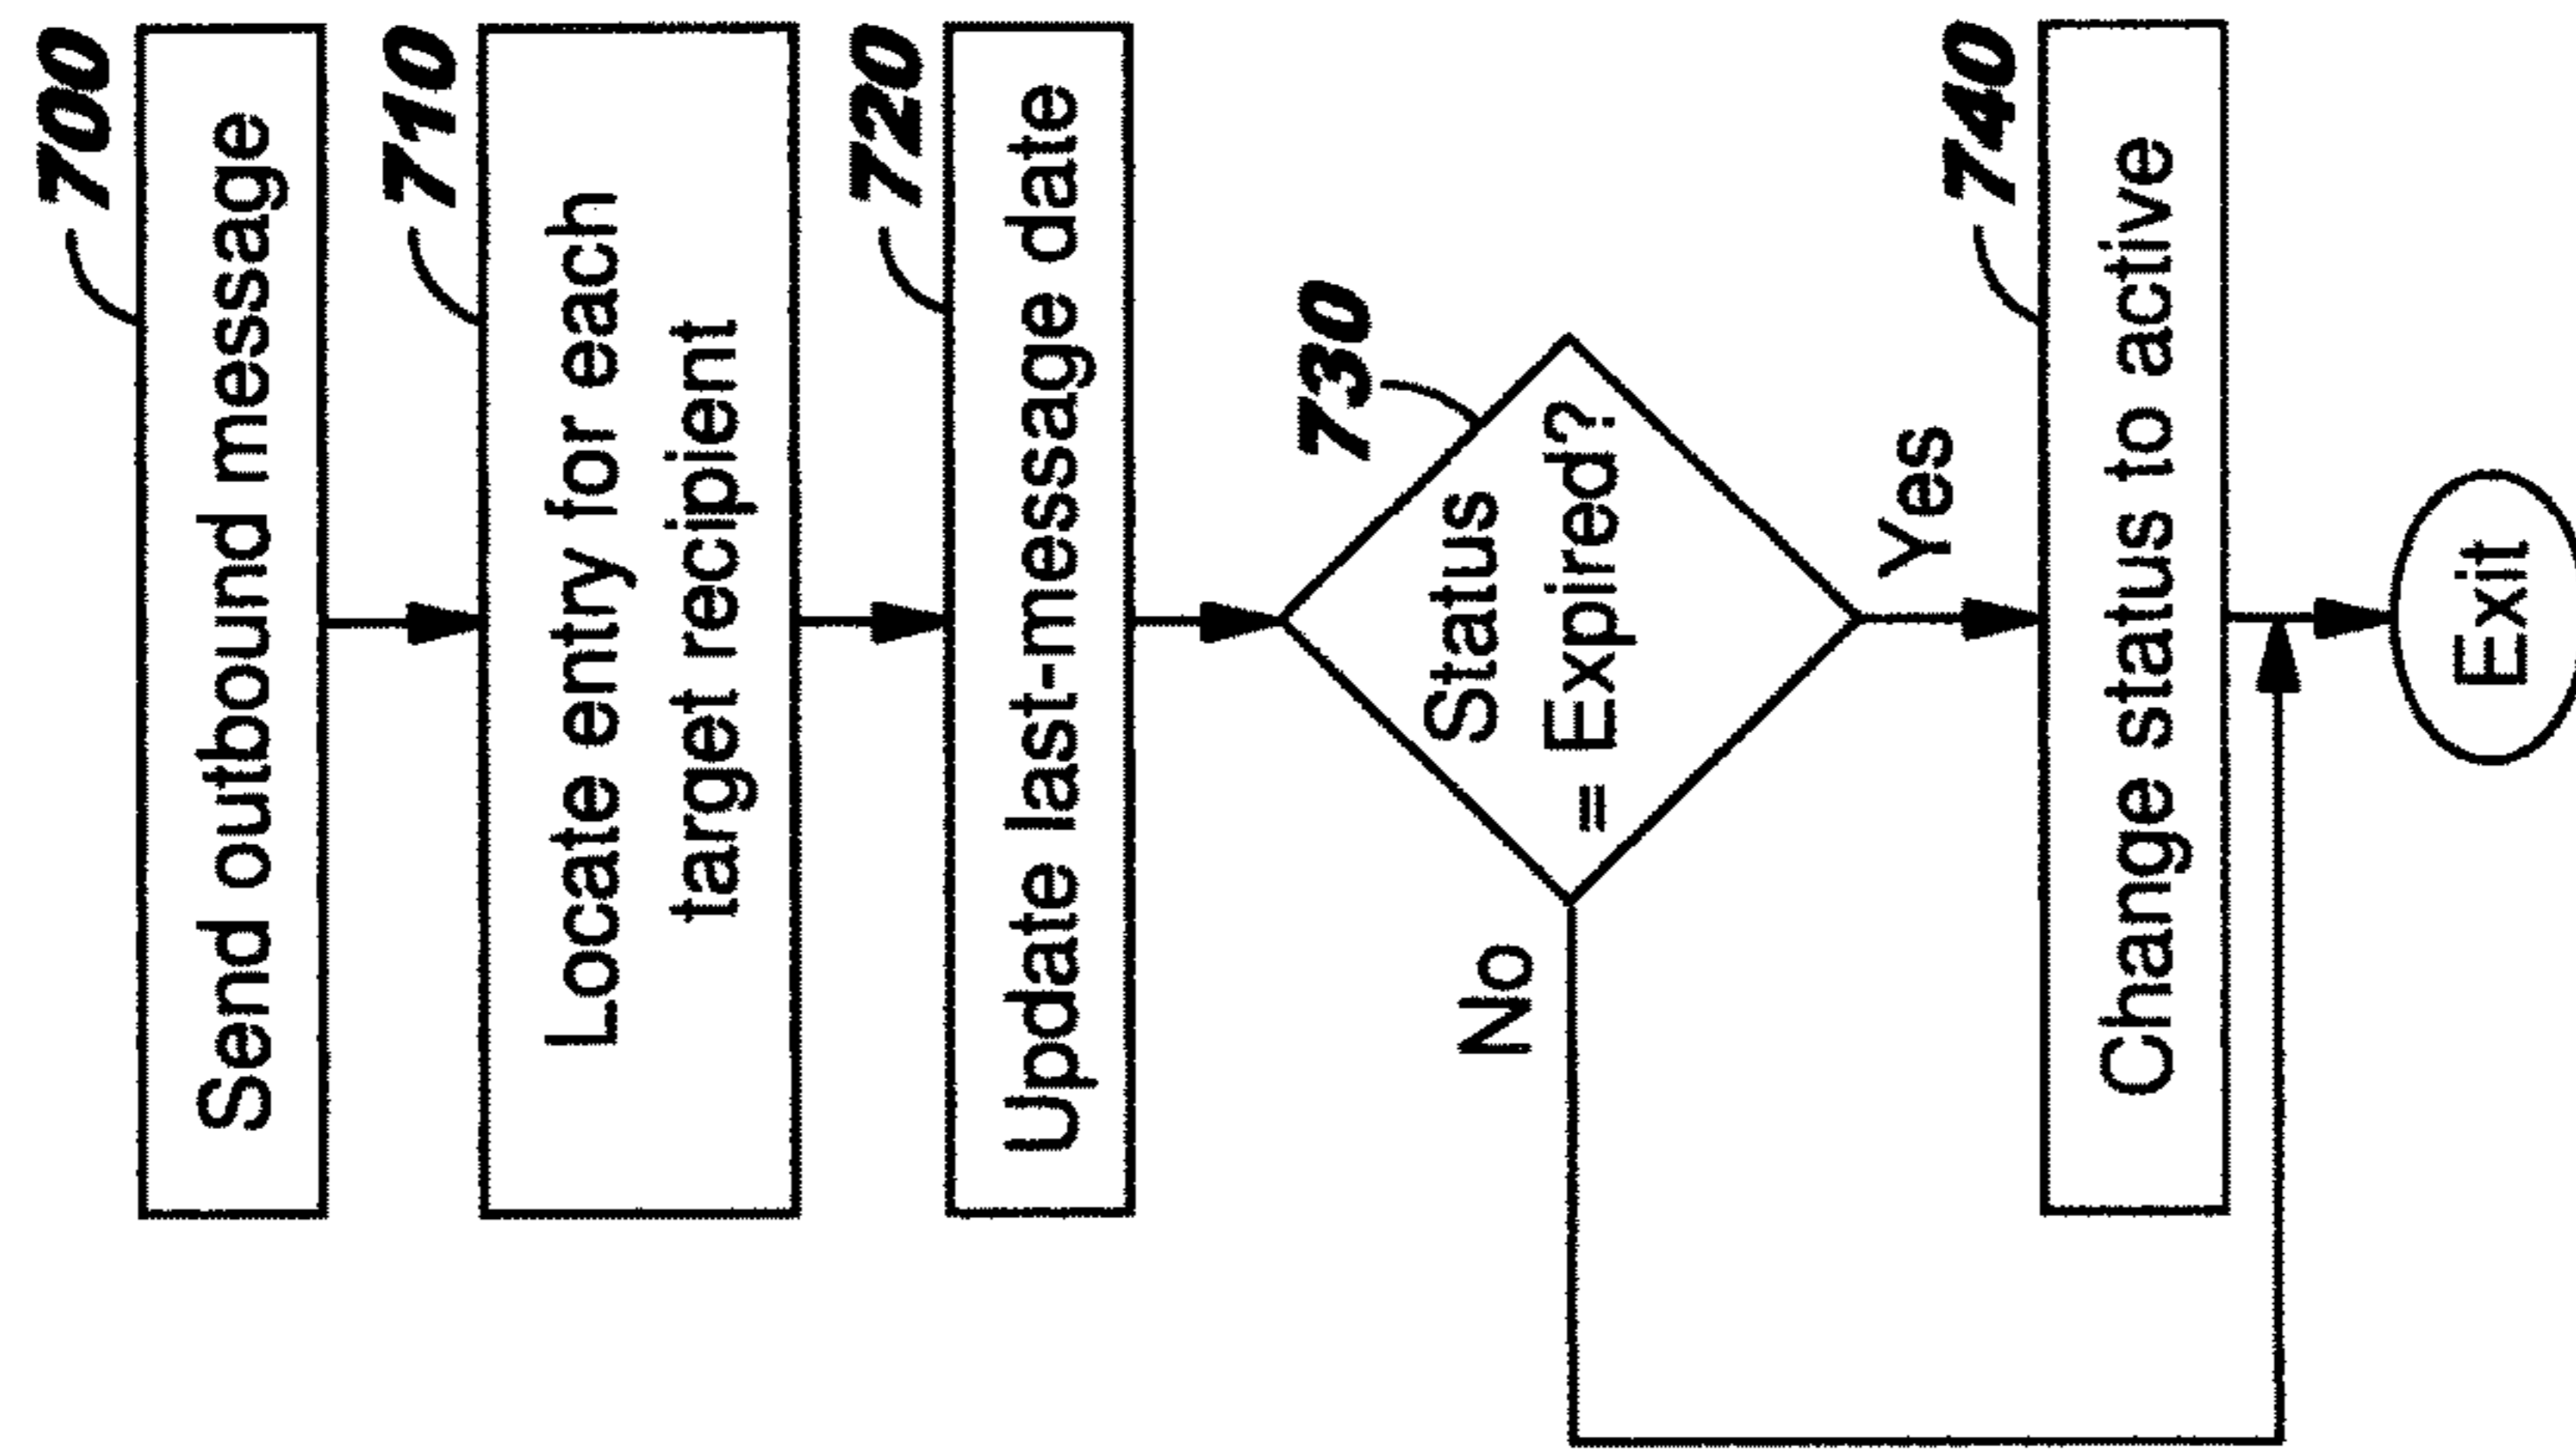 700
Send outbound message
710
Locate entry for each
target recipient
720
Update last-message date
730
Status
= Expired?
No
Yes
740
Change status to active
Exit